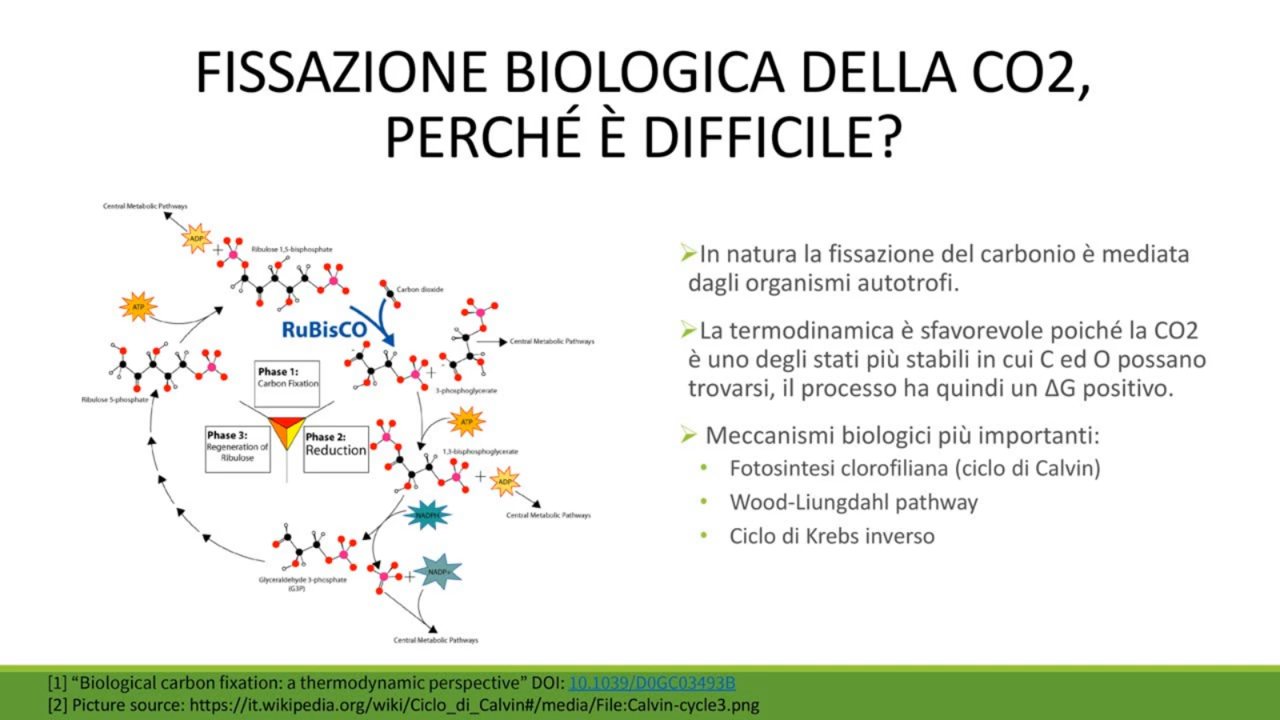 FISSAZIONE BIOLOGICA DELLA CO2,
PERCHÉ È DIFFICILE?
Central Metabolic Pathways
ADP
+
Ribulose 1,5-bisphosphate
Carbon dioxide
ATP
RuBisCO
Central Metabolic Pathways
+
3-phosphoglycerate
Phase 1:
Carbon Fixation
Ribulose 5-phosphate
ATP
Phase 3:
Regeneration of
Ribulose
Phase 2:
Reduction
1,3-bisphosphoglycerate
+
ADP
Central Metabolic Pathways
NADPH
Glyceraldehyde 3-phosphate
(G3P)
+
NADP+
Central Metabolic Pathways
➢In natura la fissazione del carbonio è mediata
dagli organismi autotrofi.
➢La termodinamica è sfavorevole poiché la CO2
è uno degli stati più stabili in cui C ed O possano
trovarsi, il processo ha quindi un ΔG positivo.
➢ Meccanismi biologici più importanti:
• Fotosintesi clorofiliana (ciclo di Calvin)
• Wood-Liungdahl pathway
• Ciclo di Krebs inverso
[1] “Biological carbon fixation: a thermodynamic perspective” DOI: 10.1039/D0GC03493B
[2] Picture source: https://it.wikipedia.org/wiki/Ciclo_di_Calvin#/media/File:Calvin-cycle3.png